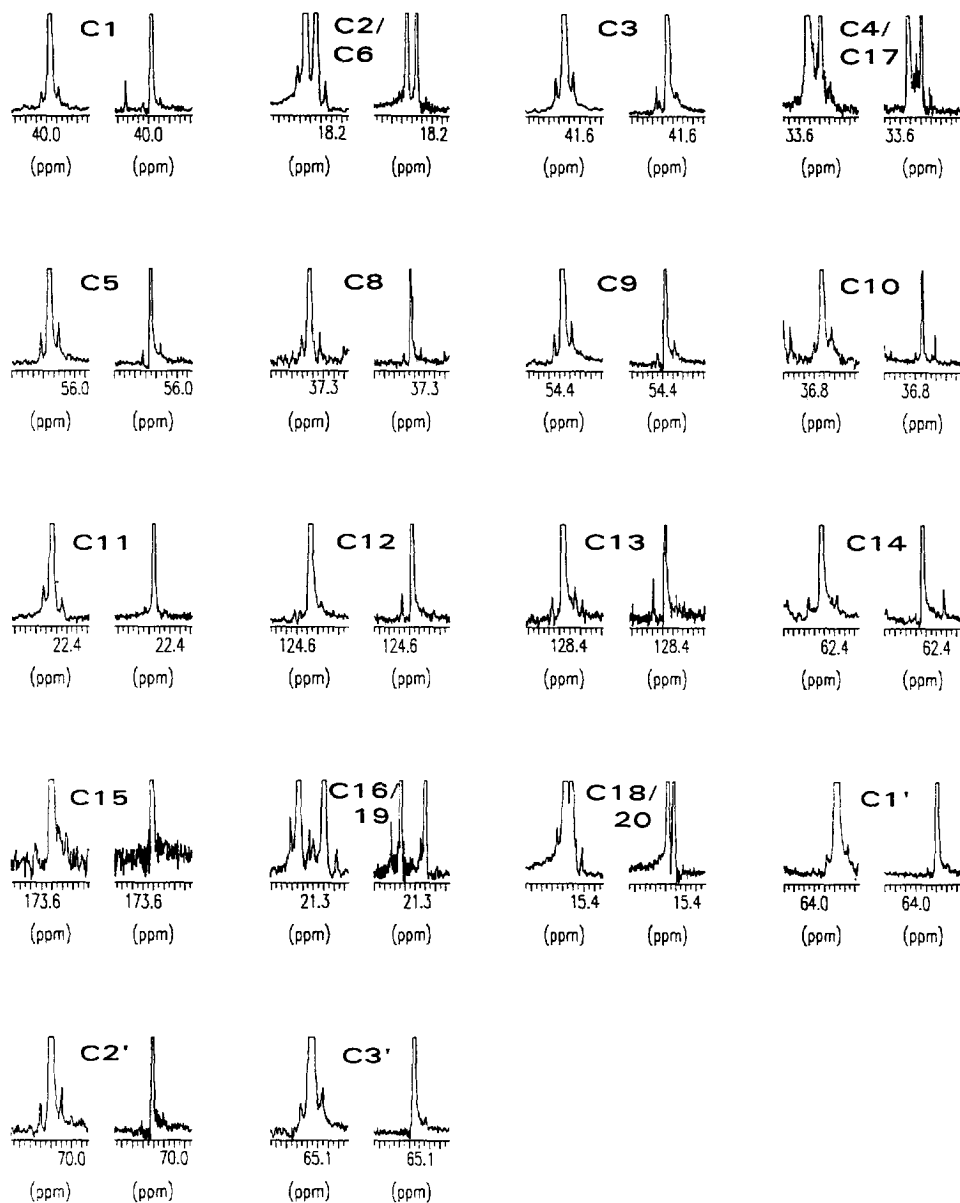 C1
C2/
C6
C3
C4/
C17
40.0 40.0 18.2 18.2 41.6 41.6 33.6 33.6
(ppm) (ppm) (ppm) (ppm) (ppm) (ppm) (ppm) (ppm)
C5 C8 C9 C10
56.0 56.0 37.3 37.3 54.4 54.4 36.8 36.8
(ppm) (ppm) (ppm) (ppm) (ppm) (ppm) (ppm) (ppm)
C11 C12 C13 C14
22.4 22.4 124.6 124.6 128.4 128.4 62.4 62.4
(ppm) (ppm) (ppm) (ppm) (ppm) (ppm) (ppm) (ppm)
C15
C16/
19
C18/
20
C1'
173.6 173.6 21.3 21.3 15.4 15.4 64.0 64.0
(ppm) (ppm) (ppm) (ppm) (ppm) (ppm) (ppm) (ppm)
C2' C3'
70.0 70.0 65.1 65.1
(ppm) (ppm) (ppm) (ppm)